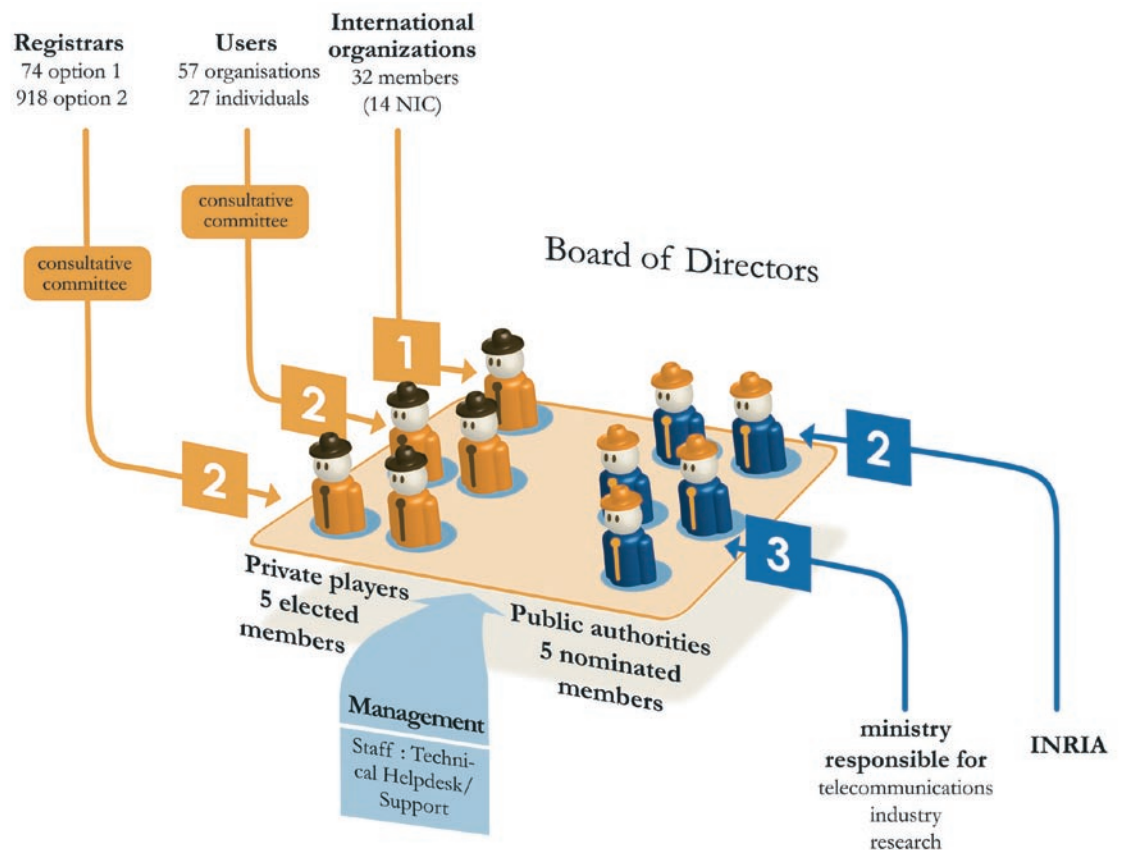 Registrars
74 option 1
918 option 2
Users
57 organisations
27 individuals
International
organizations
32 members
(14 NIC)
consultative
committee
consultative
committee
Board of Directors
1
2
2
2
3
Private players
5 elected
members
Public authorities
5 nominated
members
Management
Staff : Techni-
cal Helpdesk/
Support
ministry
responsible for
telecommunications
industry
research
INRIA